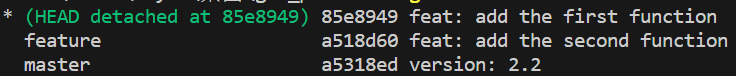 * (HEAD detached at 85e8949) 85e8949 feat: add the first function
feature a518d60 feat: add the second function
master a5318ed version: 2.2